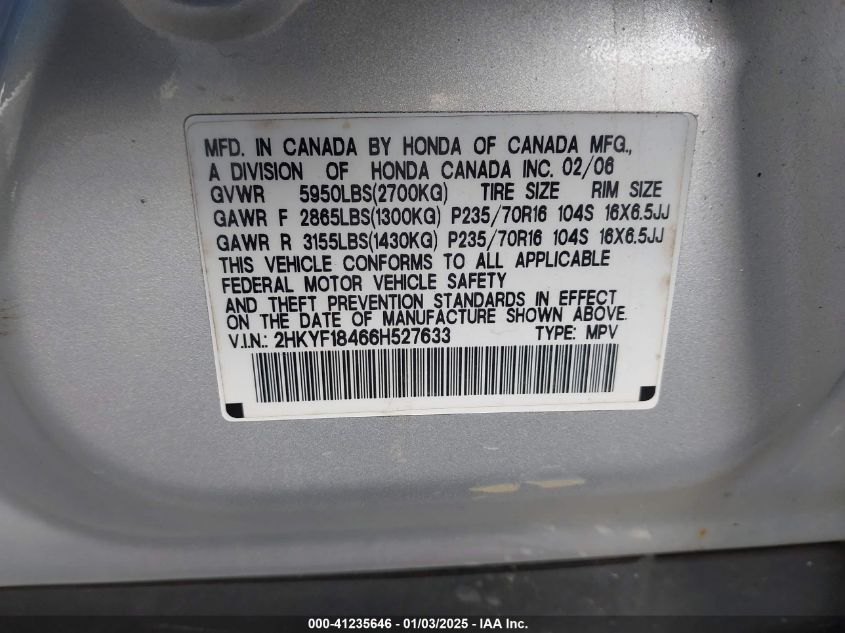 MFD. IN CANADA BY HONDA OF CANADA MFG.,
A DIVISION OF HONDA CANADA INC. 02/06
GVWR 5950LBS(2700KG) TIRE SIZE RIM SIZE
GAWR F 2865LBS(1300KG) P235/70R16 104S 16X6.5JJ
GAWR R 3155LBS(1430KG) P235/70R16 104S 16X6.5JJ
THIS VEHICLE CONFORMS TO ALL APPLICABLE
FEDERAL MOTOR VEHICLE SAFETY
AND THEFT PREVENTION STANDARDS IN EFFECT
ON THE DATE OF MANUFACTURE SHOWN ABOVE.
V.I.N.: 2HKYF18466H527633 TYPE: MPV
000-41235646 - 01/03/2025 - IAA Inc.